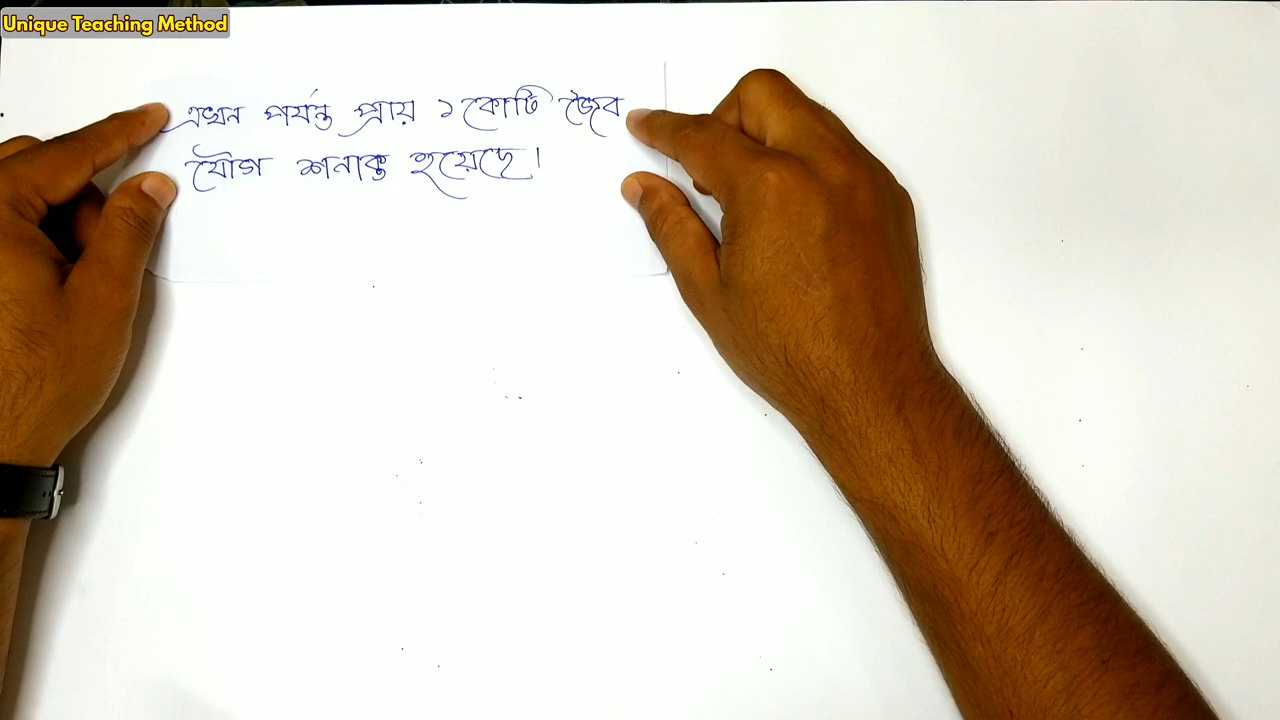 Unique Teaching Method
এখন পর্যন্ত প্রায় ১ কোটি জৈব
যৌগ শনাক্ত হয়েছে।